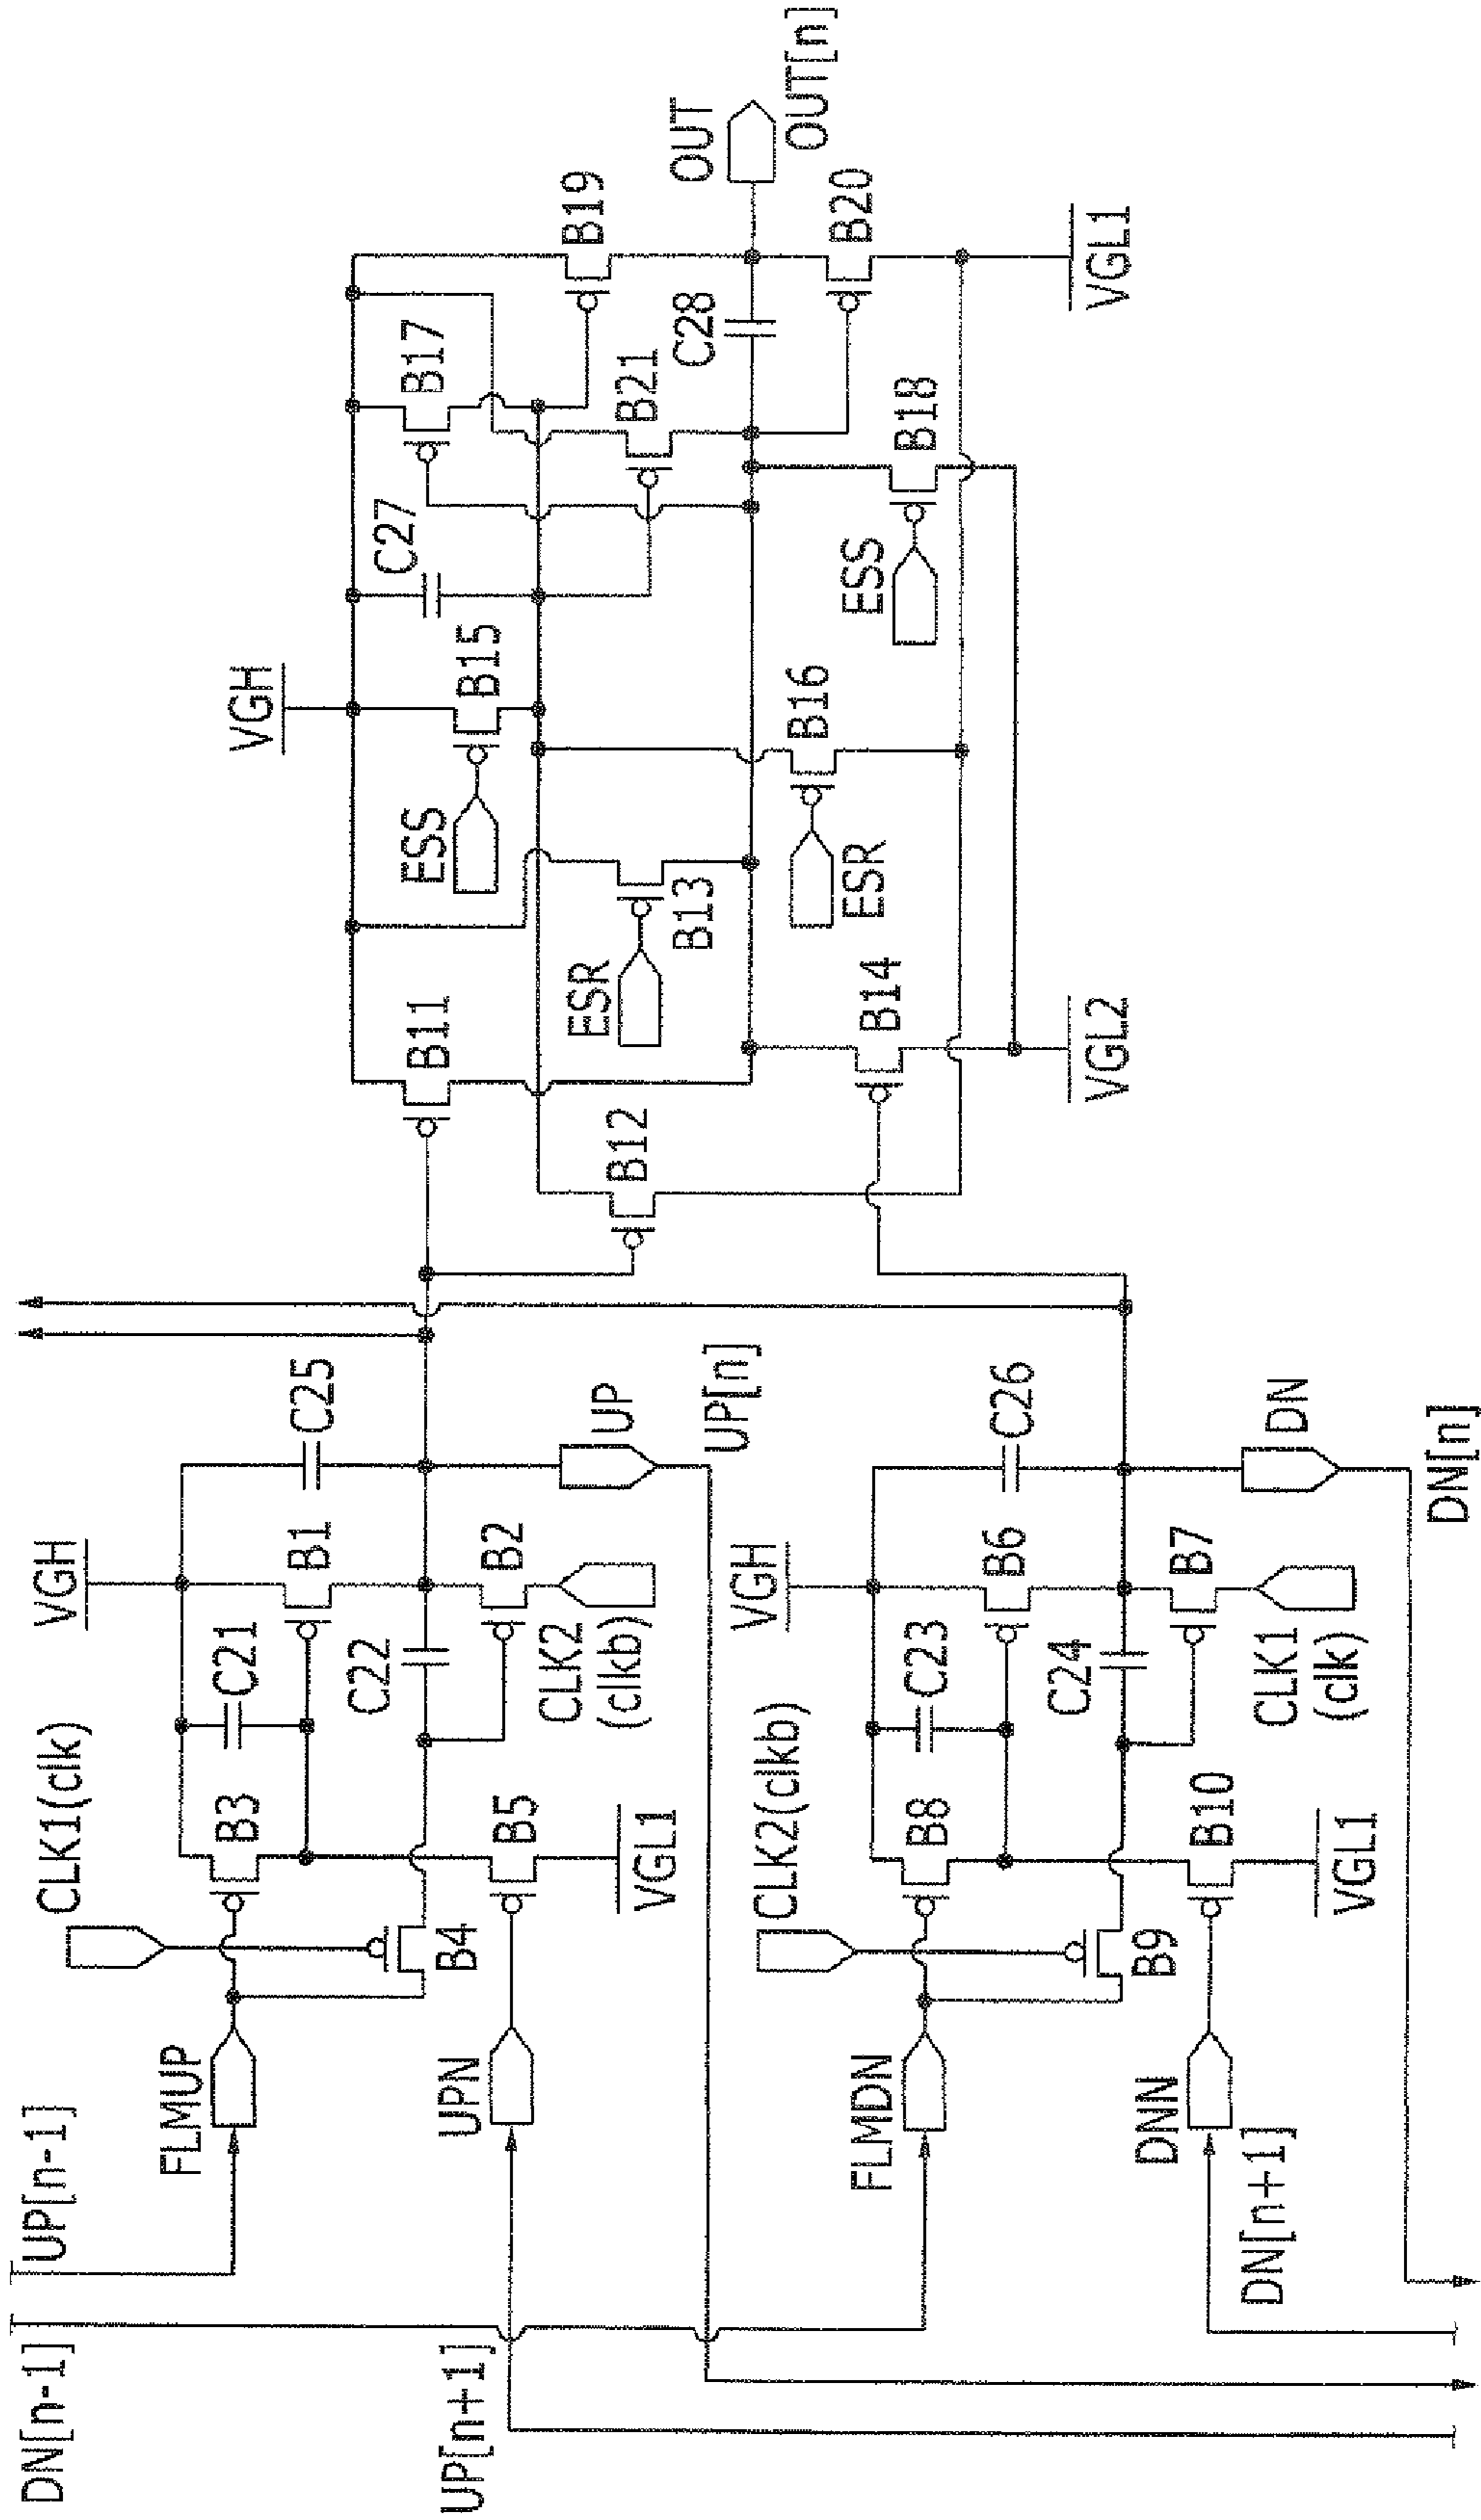 DN[n-1]
UP[n-1]
UP[n+1]
FLMUP
UPN
CLK1(clk)
B3
B4
B5
VGL1
C21
C22
VGH
B1
B2
CLK2
(clkb)
C25
UP
UP[n]
FLMDN
DNN
DN[n+1]
CLK2(clkb)
B8
B9
B10
VGL1
C23
C24
VGH
B6
B7
CLK1
(clk)
C26
DN
DN[n]
B11
B12
ESR
B13
B14
VGL2
VGH
ESS
B15
ESR
B16
C27
B17
B21
ESS
B18
C28
B19
B20
VGL1
OUT
OUT[n]